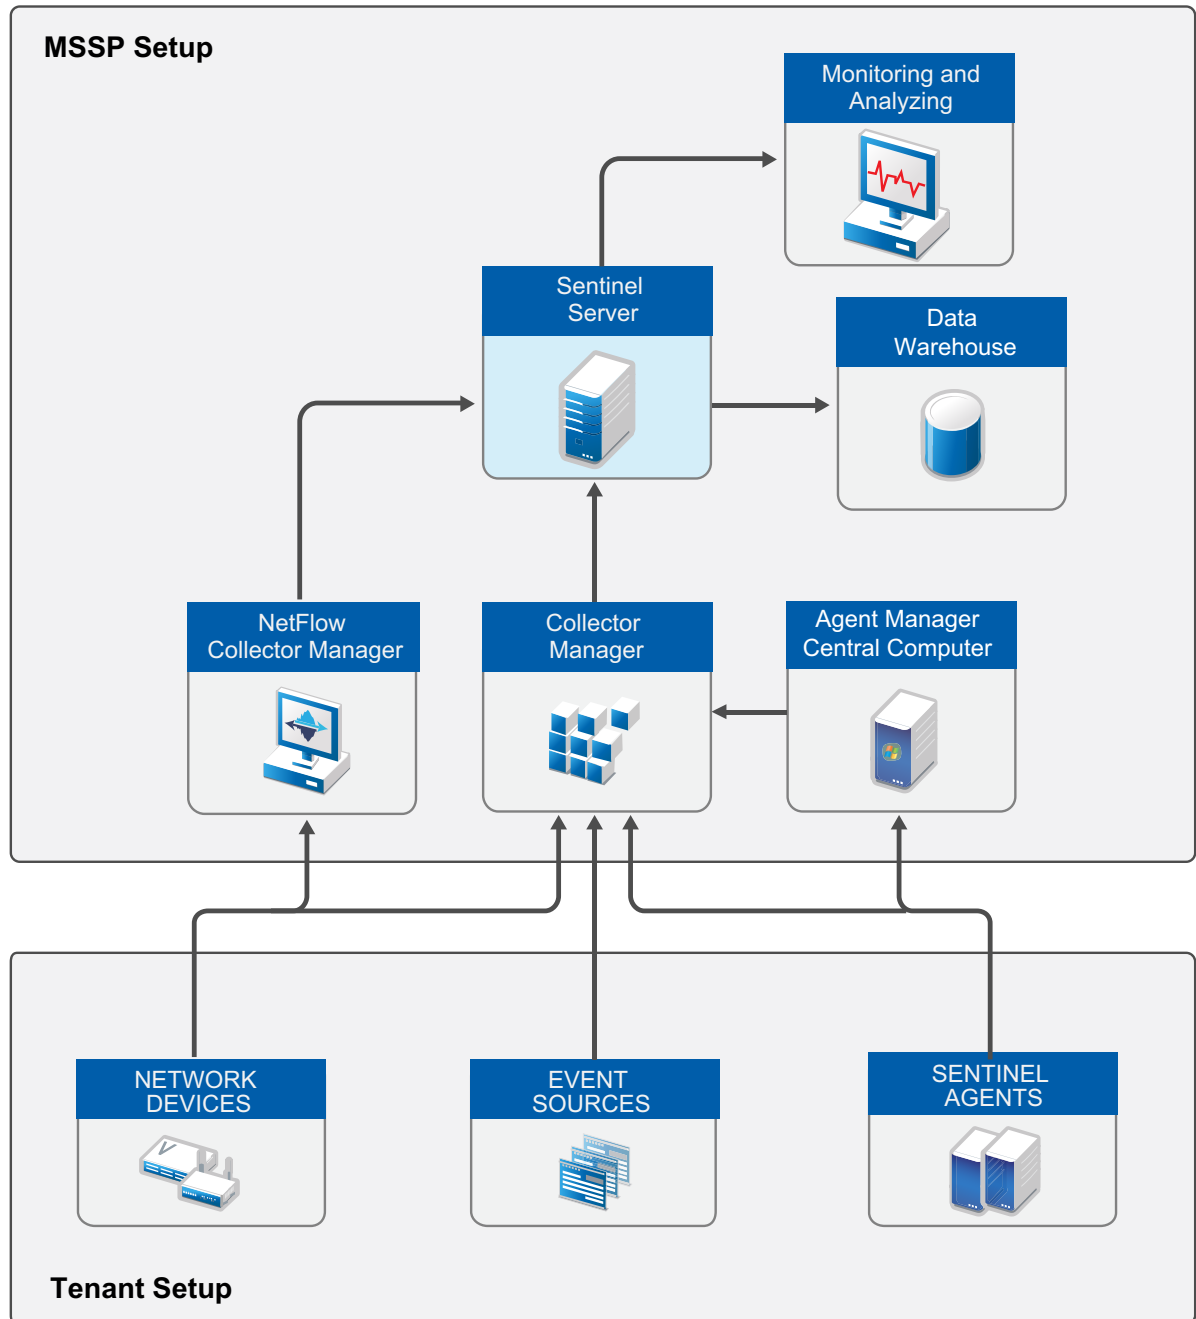 MSSP Setup
Monitoring and
Analyzing
Sentinel
Server
Data
Warehouse
NetFlow
Collector Manager
Collector
Manager
Agent Manager
Central Computer
NETWORK
DEVICES
EVENT
SOURCES
SENTINEL
AGENTS
Tenant Setup